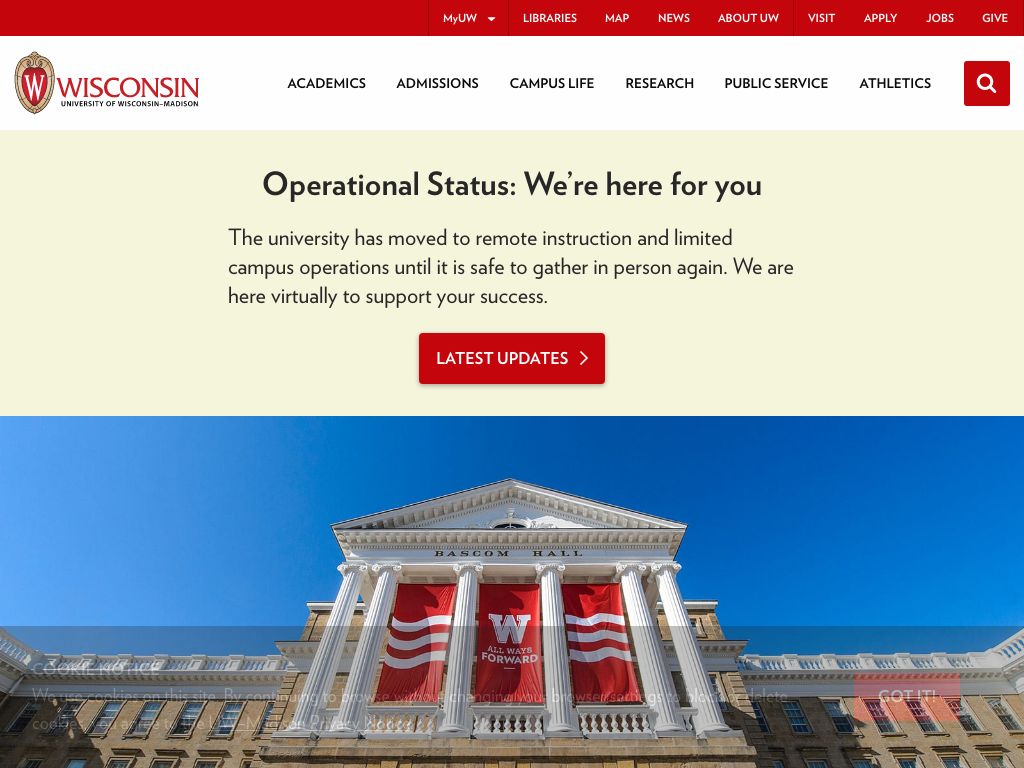 MyUW
LIBRARIES
MAP
NEWS
ABOUT UW
VISIT
APPLY
JOBS
GIVE
W
WISCONSIN
UNIVERSITY OF WISCONSIN–MADISON
ACADEMICS
ADMISSIONS
CAMPUS LIFE
RESEARCH
PUBLIC SERVICE
ATHLETICS
Operational Status: We’re here for you
The university has moved to remote instruction and limited
campus operations until it is safe to gather in person again. We are
here virtually to support your success.
LATEST UPDATES
BASCOM HALL
W
ALL WAYS
FORWARD
COOKIE NOTICE
We use cookies on this site. By continuing to browse without changing your browser settings to block or delete
cookies, you agree to the UW–Madison Privacy Notice.
GOT IT!